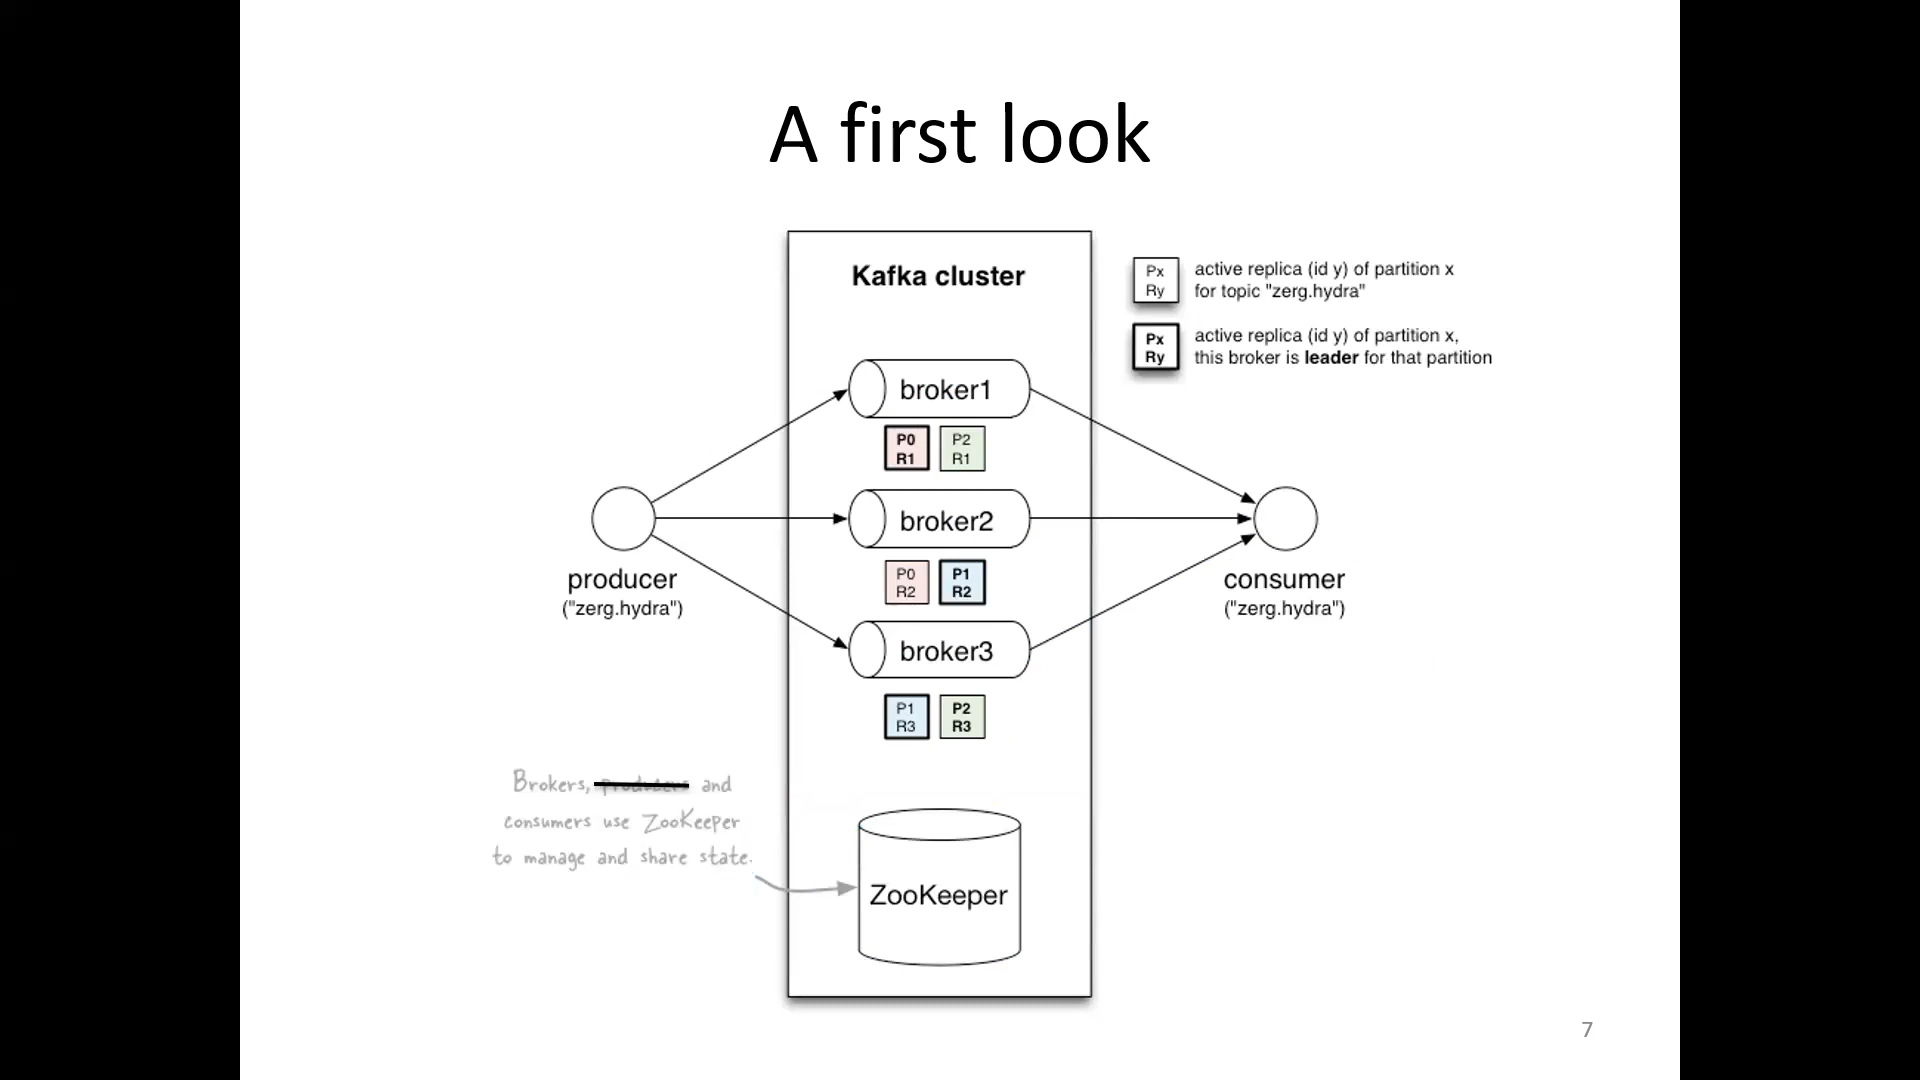 A first look
Kafka cluster
Px
Ry
active replica (id y) of partition x
for topic "zerg.hydra"
Px
Ry
active replica (id y) of partition x,
this broker is leader for that partition
broker1
P0
R1
P2
R1
broker2
P0
R2
P1
R2
broker3
P1
R3
P2
R3
producer
("zerg.hydra")
consumer
("zerg.hydra")
Brokers, producers and
consumers use ZooKeeper
to manage and share state.
ZooKeeper
7